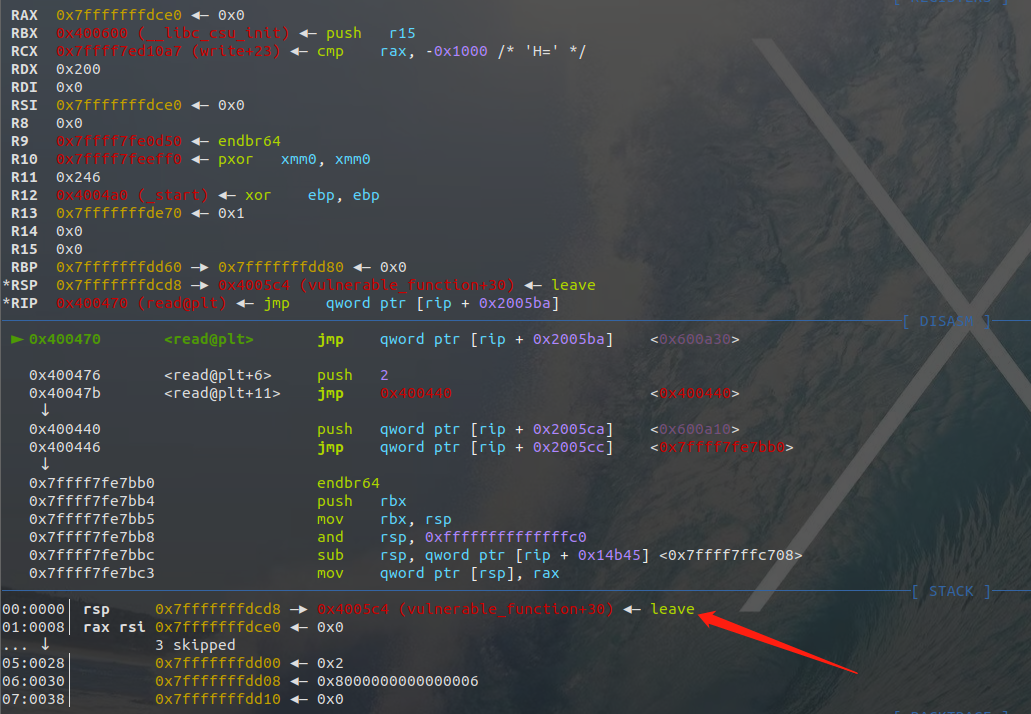 RAX 0x7fffffffdce0 ◂— 0x0
RBX 0x400600 (__libc_csu_init) ◂— push r15
RCX 0x7ffff7ed10a7 (write+23) ◂— cmp rax, -0x1000 /* 'H=' */
RDX 0x200
RDI 0x0
RSI 0x7fffffffdce0 ◂— 0x0
R8 0x0
R9 0x7ffff7fe0d50 ◂— endbr64
R10 0x7ffff7feeff0 ◂— pxor xmm0, xmm0
R11 0x246
R12 0x4004a0 (_start) ◂— xor ebp, ebp
R13 0x7fffffffde70 ◂— 0x1
R14 0x0
R15 0x0
RBP 0x7fffffffdd60 —▸ 0x7fffffffdd80 ◂— 0x0
*RSP 0x7fffffffdcd8 —▸ 0x4005c4 (vulnerable_function+30) ◂— leave
*RIP 0x400470 (read@plt) ◂— jmp qword ptr [rip + 0x2005ba]
[ DISASM ]
► 0x400470 <read@plt> jmp qword ptr [rip + 0x2005ba] <0x600a30>
0x400476 <read@plt+6> push 2
0x40047b <read@plt+11> jmp 0x400440 <0x400440>
↓
0x400440 push qword ptr [rip + 0x2005ca] <0x600a10>
0x400446 jmp qword ptr [rip + 0x2005cc] <0x7ffff7fe7bb0>
↓
0x7ffff7fe7bb0 endbr64
0x7ffff7fe7bb4 push rbx
0x7ffff7fe7bb5 mov rbx, rsp
0x7ffff7fe7bb8 and rsp, 0xffffffffffffffc0
0x7ffff7fe7bbc sub rsp, qword ptr [rip + 0x14b45] <0x7ffff7ffc708>
0x7ffff7fe7bc3 mov qword ptr [rsp], rax
[ STACK ]
00:0000│ rsp 0x7fffffffdcd8 —▸ 0x4005c4 (vulnerable_function+30) ◂— leave
01:0008│ rax rsi 0x7fffffffdce0 ◂— 0x0
... ↓ 3 skipped
05:0028│ 0x7fffffffdd00 ◂— 0x2
06:0030│ 0x7fffffffdd08 ◂— 0x8000000000000006
07:0038│ 0x7fffffffdd10 ◂— 0x0